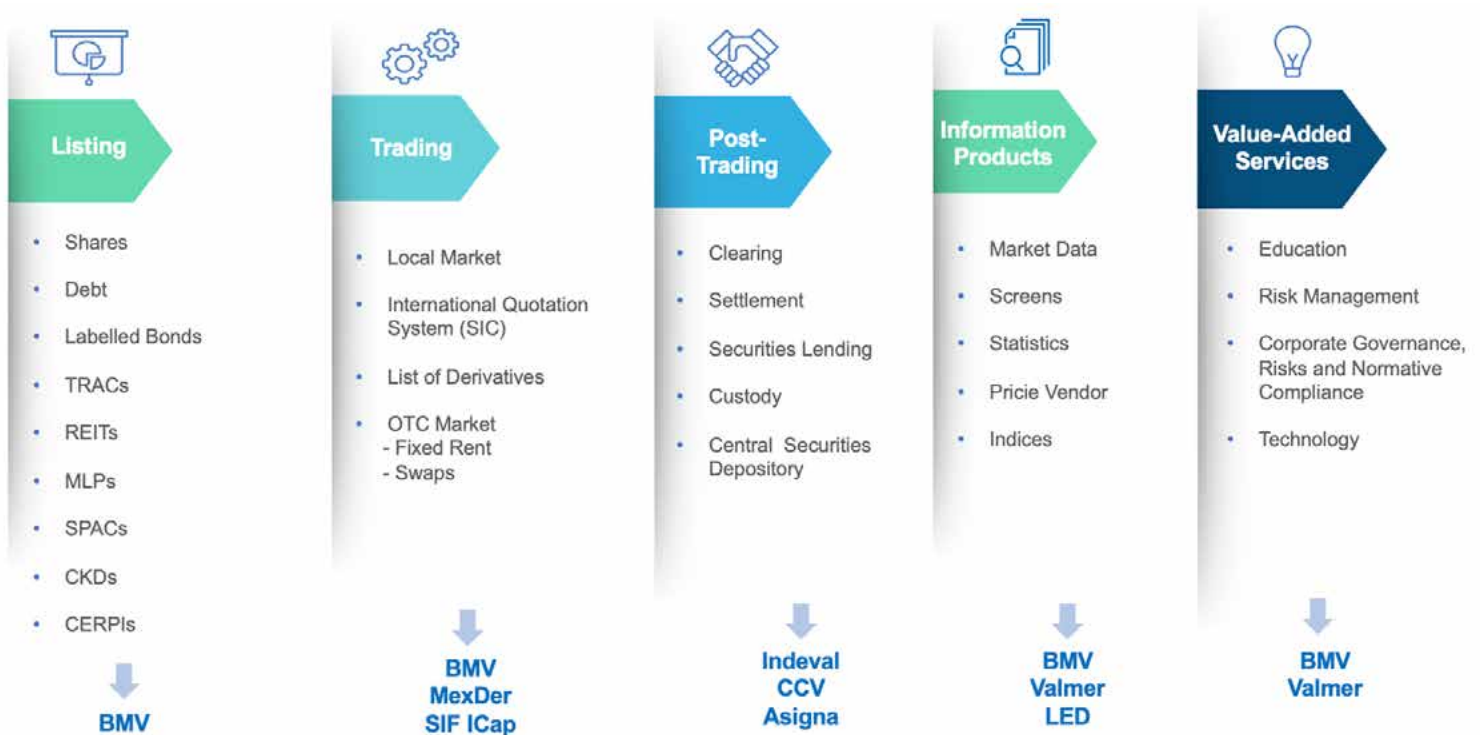 Listing
• Shares
• Debt
• Labelled Bonds
• TRACs
• REITs
• MLPs
• SPACs
• CKDs
• CERPIs
BMV
Trading
• Local Market
• International Quotation
System (SIC)
• List of Derivatives
• OTC Market
- Fixed Rent
- Swaps
BMV
MexDer
SIF ICap
Post-
Trading
• Clearing
• Settlement
• Securities Lending
• Custody
• Central Securities
Depository
Indeval
CCV
Asigna
Information
Products
• Market Data
• Screens
• Statistics
• Pricie Vendor
• Indices
BMV
Valmer
LED
Value-Added
Services
• Education
• Risk Management
• Corporate Governance,
Risks and Normative
Compliance
• Technology
BMV
Valmer